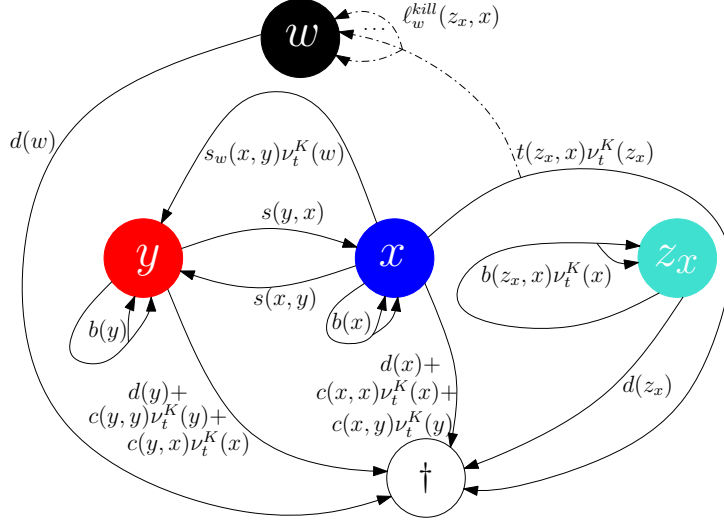 w
...
ℓ_w^{kill}(z_x, x)
d(w)
s_w(x, y)ν_t^K(w)
t(z_x, x)ν_t^K(z_x)
s(y, x)
y
x
z_x
b(z_x, x)ν_t^K(x)
s(x, y)
b(y)
b(x)
d(x)+
c(x, x)ν_t^K(x)+
c(x, y)ν_t^K(y)
d(y)+
c(y, y)ν_t^K(y)+
c(y, x)ν_t^K(x)
d(z_x)
†